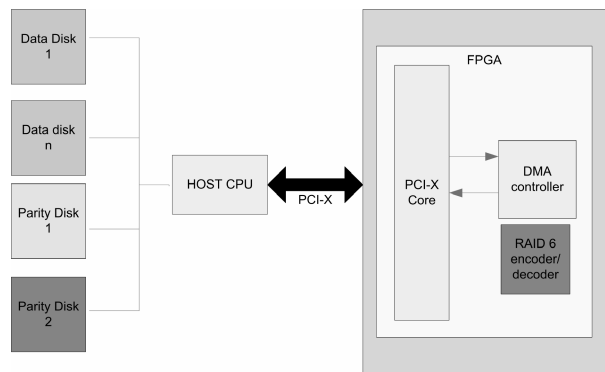 Data Disk
1
Data disk
n
Parity Disk
1
Parity Disk
2
HOST CPU
PCI-X
FPGA
PCI-X
Core
DMA
controller
RAID 6
encoder/
decoder